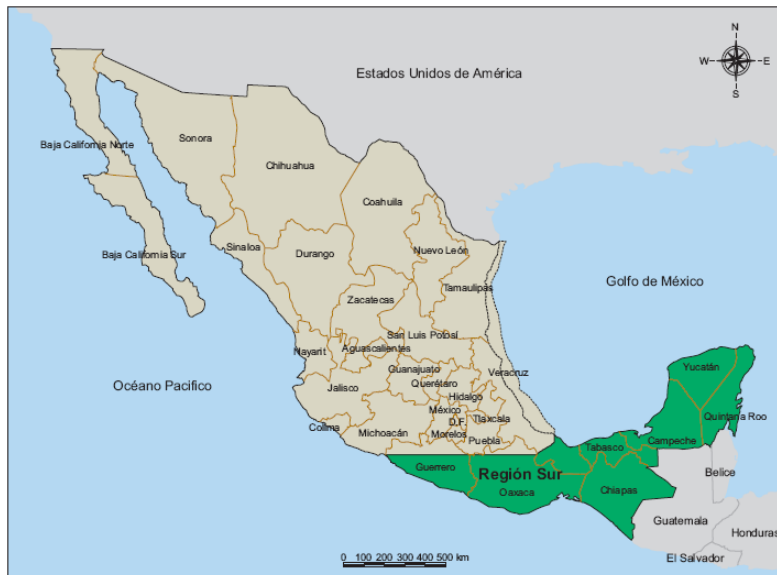 N
W E
S
Estados Unidos de América
Baja California Norte
Sonora
Chihuahua
Coahuila
Baja California Sur
Sinaloa
Durango
Nuevo León
Tamaulipas
Golfo de México
Zacatecas
San Luis Potosí
Nayarit
Aguascalientes
Océano Pacifico
Jalisco
Guanajuato
Querétaro
Hidalgo
Veracruz
Yucatán
Quintana Roo
Colima
Michoacán
México
D.F.
Tlaxcala
Morelos
Puebla
Campeche
Tabasco
Guerrero
Región Sur
Oaxaca
Chiapas
Belice
Guatemala
Honduras
El Salvador
0 100 200 300 400 500 km